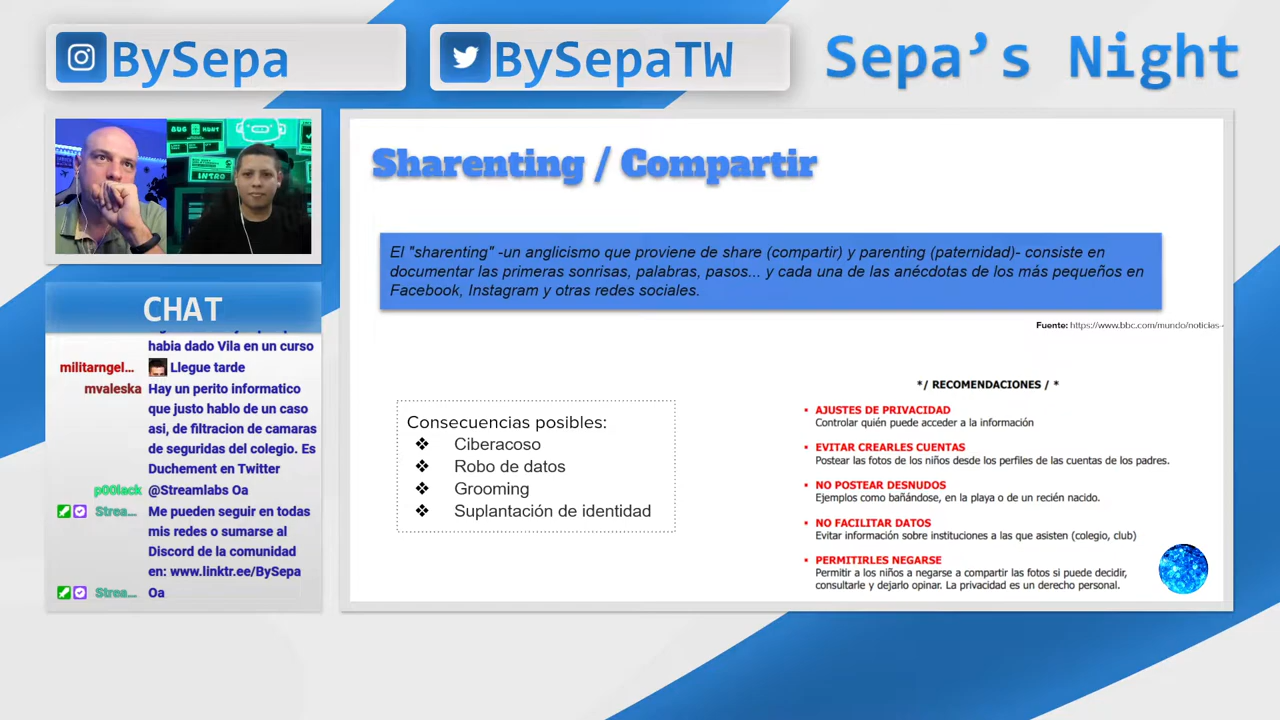 BySepa
BySepaTW
Sepa's Night
BUG HUNT
INTRO
Sharenting / Compartir
El "sharenting" -un anglicismo que proviene de share (compartir) y parenting (paternidad)- consiste en
documentar las primeras sonrisas, palabras, pasos... y cada una de las anécdotas de los más pequeños en
Facebook, Instagram y otras redes sociales.
Fuente: https://www.bbc.com/mundo/noticias-
Consecuencias posibles:
❖ Ciberacoso
❖ Robo de datos
❖ Grooming
❖ Suplantación de identidad
*/ RECOMENDACIONES / *
▪ AJUSTES DE PRIVACIDAD
Controlar quién puede acceder a la información
▪ EVITAR CREARLES CUENTAS
Postear las fotos de los niños desde los perfiles de las cuentas de los padres.
▪ NO POSTEAR DESNUDOS
Ejemplos como bañándose, en la playa o de un recién nacido.
▪ NO FACILITAR DATOS
Evitar información sobre instituciones a las que asisten (colegio, club)
▪ PERMITIRLES NEGARSE
Permitir a los niños a negarse a compartir las fotos si puede decidir,
consultarle y dejarlo opinar. La privacidad es un derecho personal.
CHAT
habia dado Vila en un curso
militarngel... Llegue tarde
mvaleska Hay un perito informatico
que justo hablo de un caso
asi, de filtracion de camaras
de seguridas del colegio. Es
Duchement en Twitter
p00lack @Streamlabs Oa
Strea... Me pueden seguir en todas
mis redes o sumarse al
Discord de la comunidad
en: www.linktr.ee/BySepa
Strea... Oa